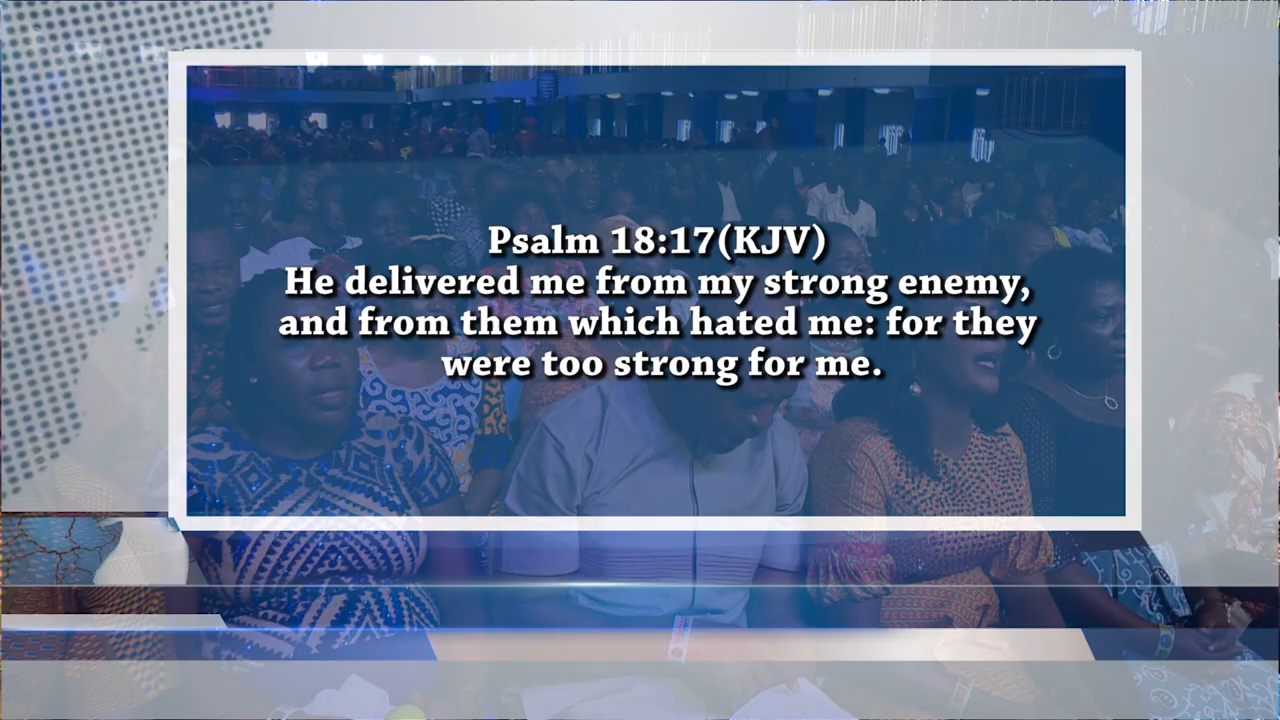 Psalm 18:17(KJV)
He delivered me from my strong enemy,
and from them which hated me: for they
were too strong for me.